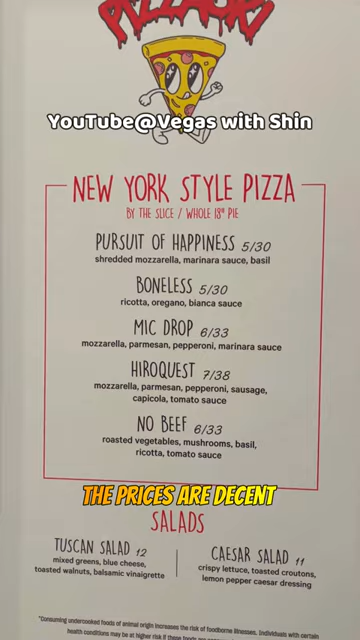 PIZZAOKI
YouTube@Vegas with Shin
NEW YORK STYLE PIZZA
BY THE SLICE / WHOLE 18" PIE
PURSUIT OF HAPPINESS 5/30
shredded mozzarella, marinara sauce, basil
BONELESS 5/30
ricotta, oregano, bianca sauce
MIC DROP 6/33
mozzarella, parmesan, pepperoni, marinara sauce
HIROQUEST 7/38
mozzarella, parmesan, pepperoni, sausage,
capicola, tomato sauce
NO BEEF 6/33
roasted vegetables, mushrooms, basil,
ricotta, tomato sauce
THE PRICES ARE DECENT
SALADS
TUSCAN SALAD 12
mixed greens, blue cheese,
toasted walnuts, balsamic vinaigrette
CAESAR SALAD 11
crispy lettuce, toasted croutons,
lemon pepper caesar dressing
*Consuming undercooked foods of animal origin increases the risk of foodborne illnesses. Individuals with certain
health conditions may be at higher risk if these foods are